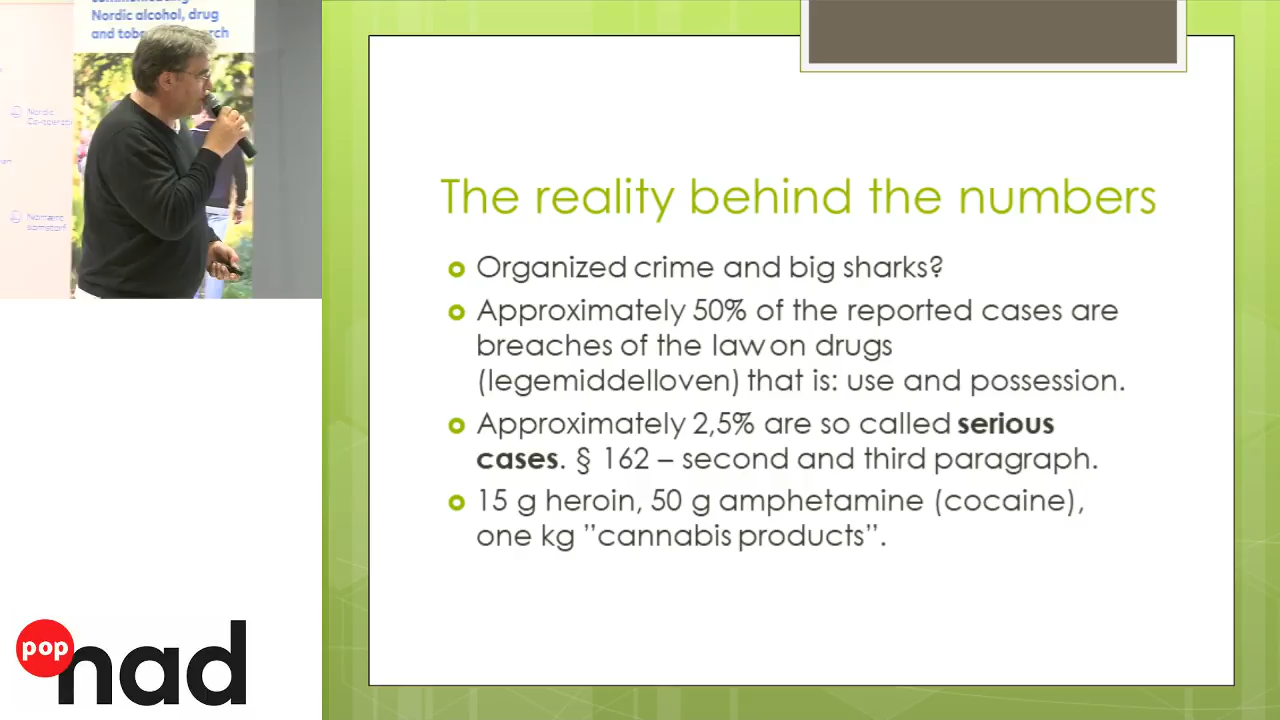 Nordic alcohol, drug
and tob
rch
Nordic
Nomænt
pop
nad
The reality behind the numbers
Organized crime and big sharks?
Approximately 50% of the reported cases are
breaches of the law on drugs
(legemiddelloven) that is: use and possession.
Approximately 2,5% are so called serious
cases. § 162 – second and third paragraph.
15 g heroin, 50 g amphetamine (cocaine),
one kg ”cannabis products”.